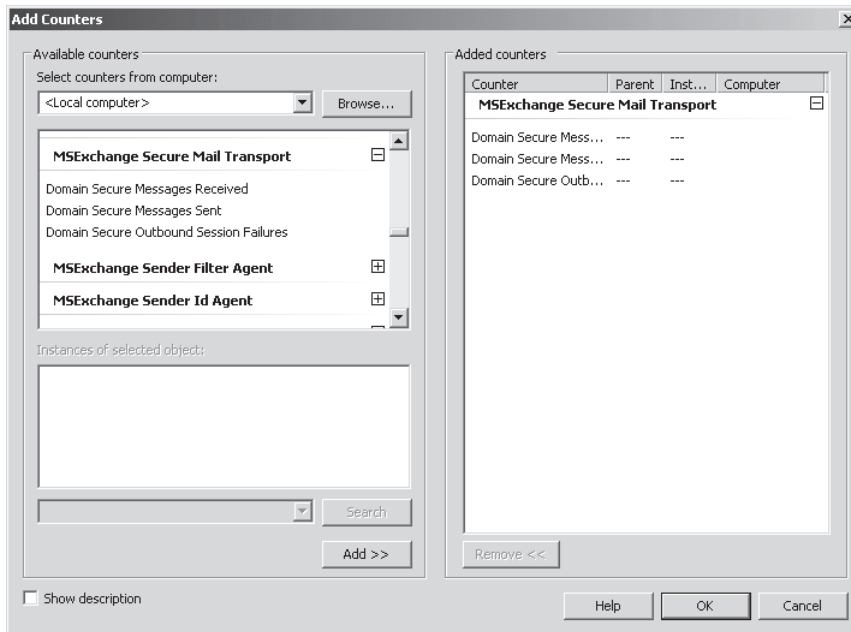 Add Counters
Available counters
Select counters from computer:
<Local computer>
Browse...
MSExchange Secure Mail Transport
Domain Secure Messages Received
Domain Secure Messages Sent
Domain Secure Outbound Session Failures
MSExchange Sender Filter Agent
MSExchange Sender Id Agent
Instances of selected object:
Search
Add >>
Show description
Added counters
Counter Parent Inst... Computer
MSExchange Secure Mail Transport
Domain Secure Mess... --- ---
Domain Secure Mess... --- ---
Domain Secure Outb... --- ---
Remove <<
Help OK Cancel